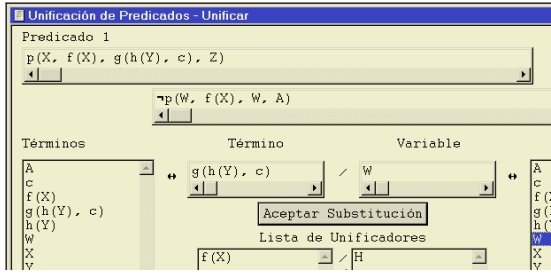 Unificación de Predicados - Unificar
Predicado 1
p(X, f(X), g(h(Y), c), Z)
¬p(W, f(X), W, A)
Términos Término Variable
A
c
f(X)
g(h(Y), c)
h(Y)
W
X
Y
↔ g(h(Y), c) / W ↔
Aceptar Substitución
Lista de Unificadores
f(X) / H
A
c
f(X
g(h
h(Y
W
X
Y